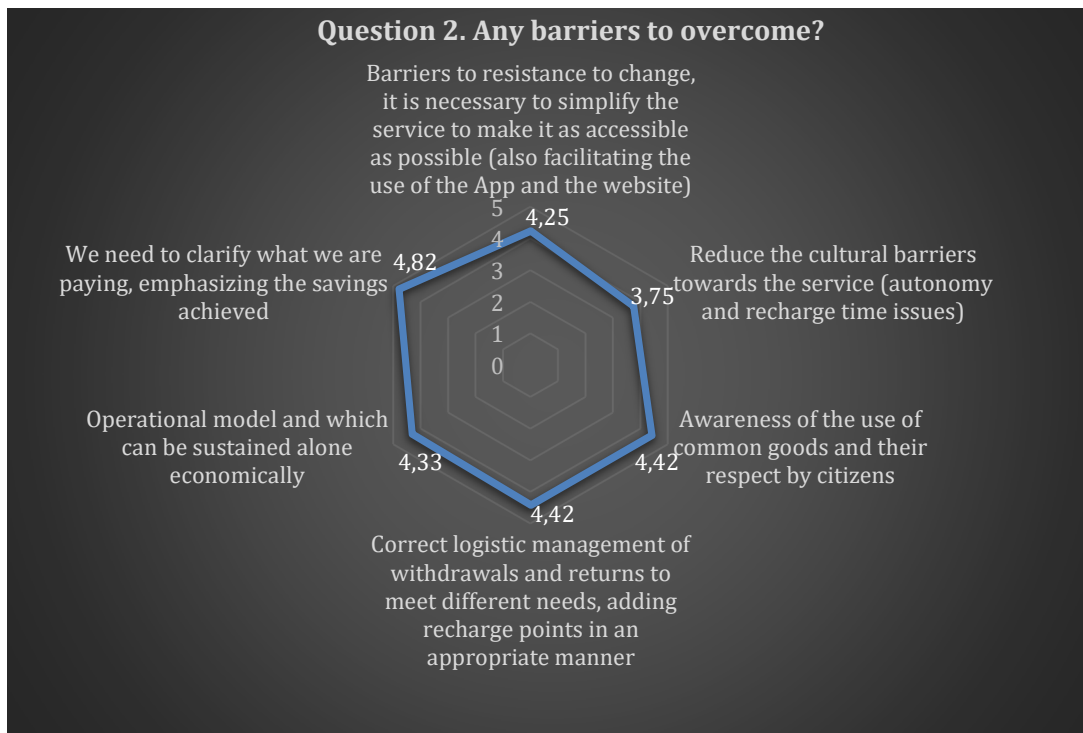 Question 2. Any barriers to overcome?
Barriers to resistance to change,
it is necessary to simplify the
service to make it as accessible
as possible (also facilitating the
use of the App and the website)
4,25
Reduce the cultural barriers
towards the service (autonomy
and recharge time issues)
3,75
Awareness of the use of
common goods and their
respect by citizens
4,42
Correct logistic management of
withdrawals and returns to
meet different needs, adding
recharge points in an
appropriate manner
4,42
Operational model and which
can be sustained alone
economically
4,33
We need to clarify what we are
paying, emphasizing the savings
achieved
4,82
5
4
3
2
1
0